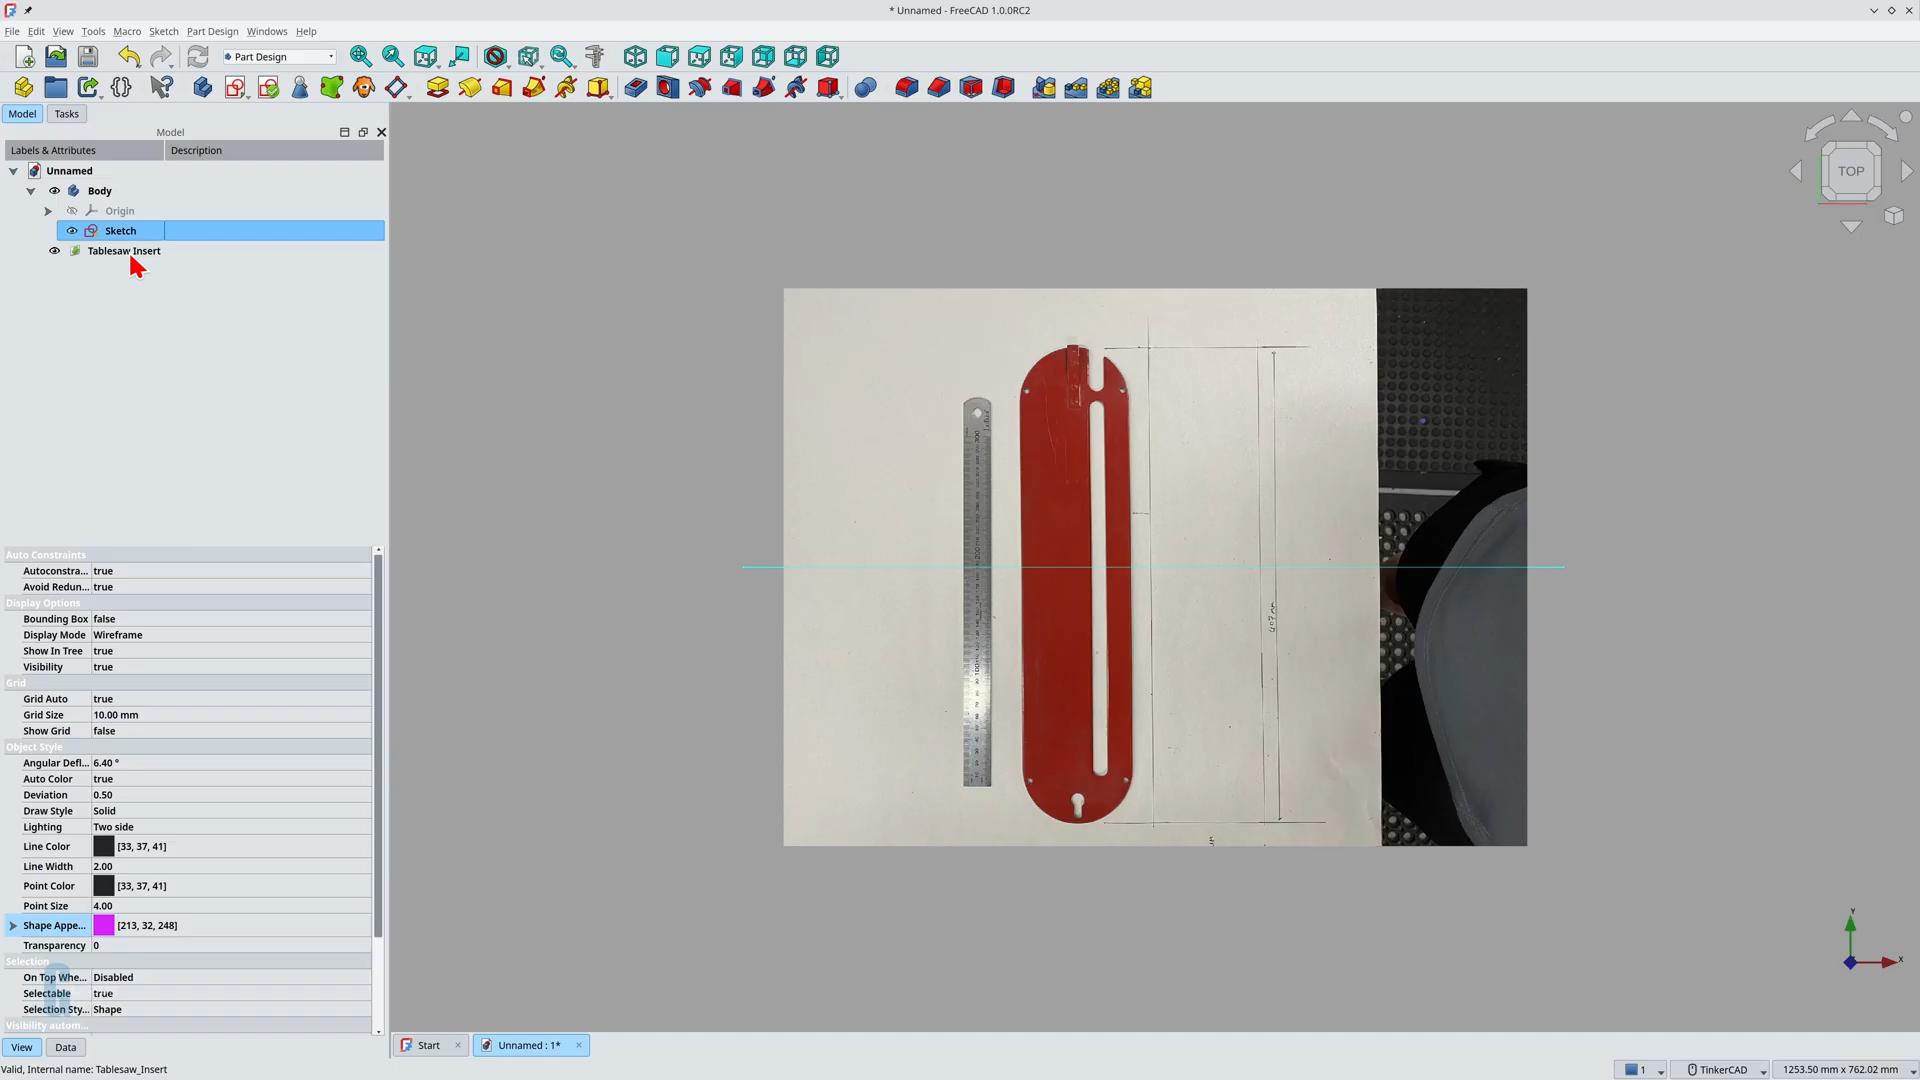 * Unnamed - FreeCAD 1.0.0RC2
File Edit View Tools Macro Sketch Part Design Windows Help
Part Design
Model Tasks
Model
Labels & Attributes Description
Unnamed
Body
Origin
Sketch
Tablesaw Insert
TOP
Auto Constraints
Autoconstra... true
Avoid Redun... true
Display Options
Bounding Box false
Display Mode Wireframe
Show In Tree true
Visibility true
Grid
Grid Auto true
Grid Size 10.00 mm
Show Grid false
Object Style
Angular Defl... 6.40 °
Auto Color true
Deviation 0.50
Draw Style Solid
Lighting Two side
Line Color [33, 37, 41]
Line Width 2.00
Point Color [33, 37, 41]
Point Size 4.00
Shape Appe... [213, 32, 248]
Transparency 0
Selection
On Top Whe... Disabled
Selectable true
Selection Sty... Shape
Visibility autom...
View Data
Start Unnamed : 1*
Valid, Internal name: Tablesaw_Insert
1 TinkerCAD 1253.50 mm x 762.02 mm
Y
X